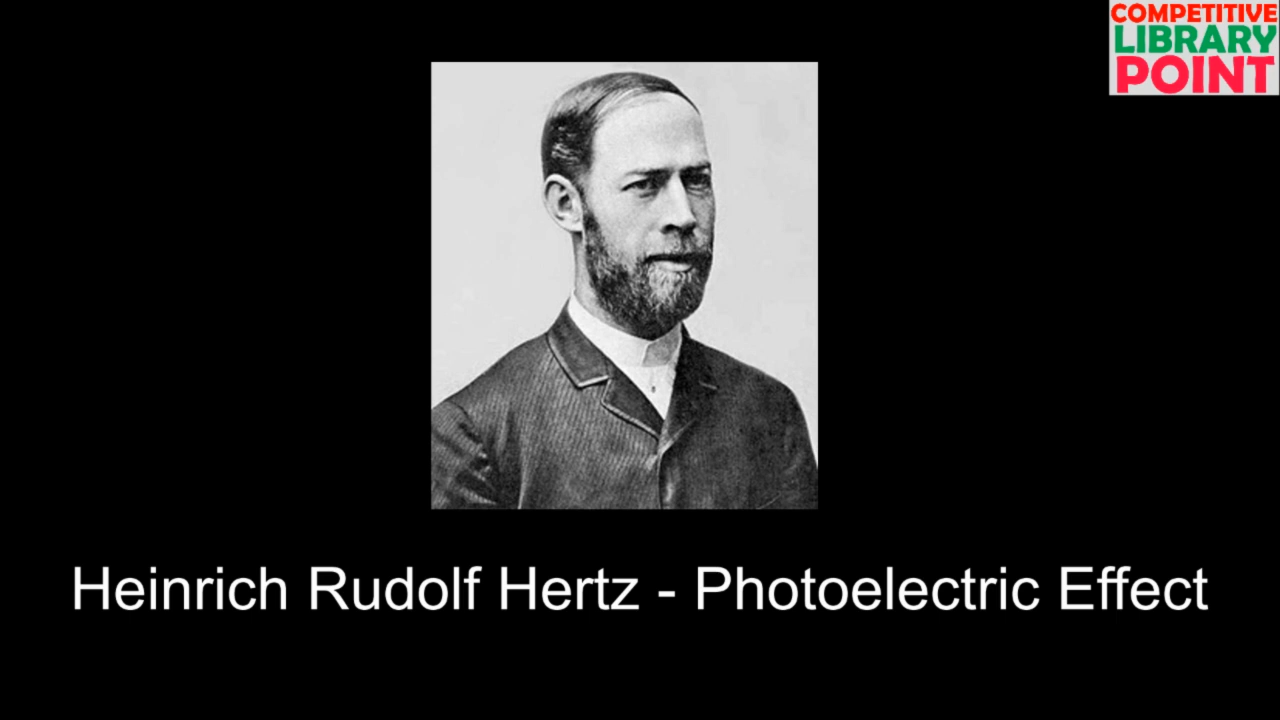 COMPETITIVE
LIBRARY
POINT
Heinrich Rudolf Hertz - Photoelectric Effect